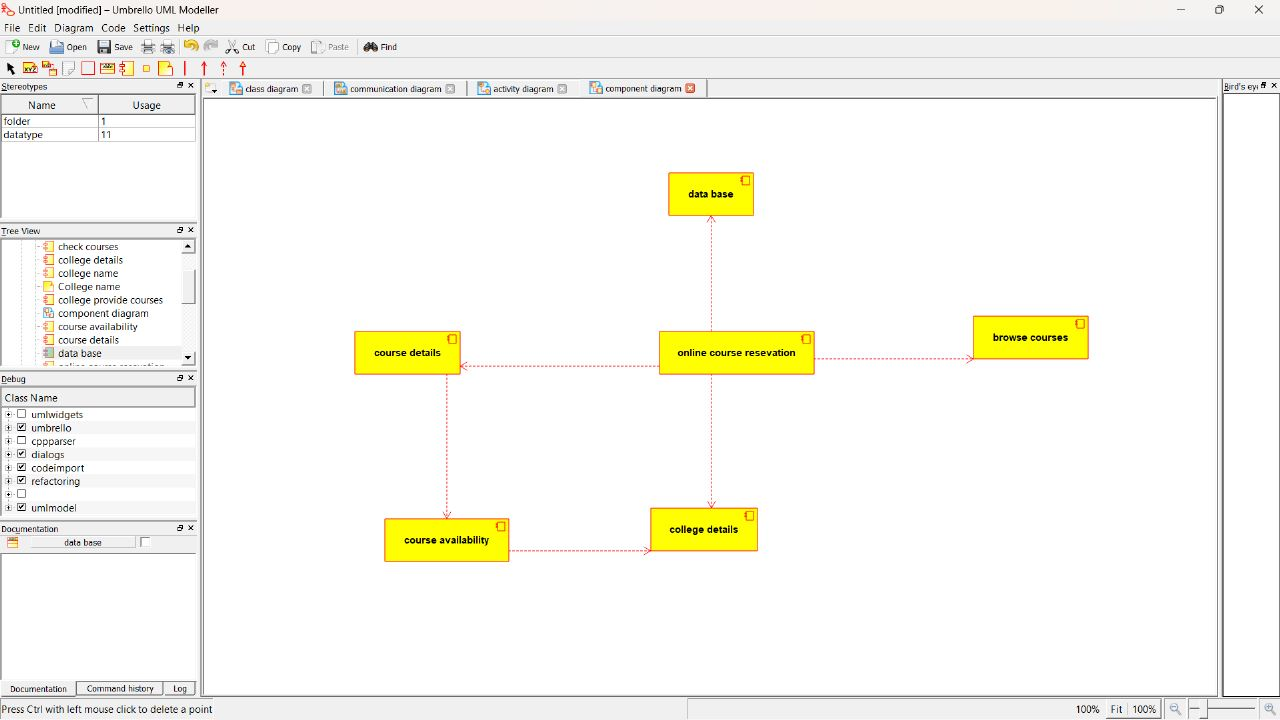 Untitled [modified] – Umbrello UML Modeller
File Edit Diagram Code Settings Help
New Open Save Cut Copy Paste Find
Stereotypes
Name Usage
folder 1
datatype 11
Tree View
check courses
college details
college name
College name
college provide courses
component diagram
course availability
course details
data base
Debug
Class Name
umlwidgets
umbrello
cppparser
dialogs
codeimport
refactoring
umlmodel
Documentation
data base
Documentation Command history Log
class diagram communication diagram activity diagram component diagram
Bird's ey
data base
course details
online course resevation
browse courses
course availability
college details
Press Ctrl with left mouse click to delete a point
100% Fit 100%